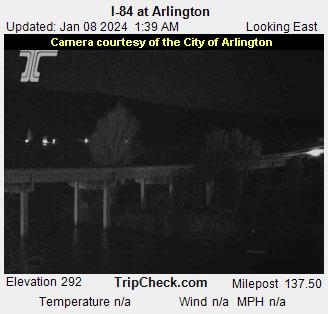 I-84 at Arlington
Updated: Jan 08 2024 1:39 AM Looking East
Camera courtesy of the City of Arlington
Elevation 292 TripCheck.com Milepost 137.50
Temperature n/a Wind n/a MPH n/a